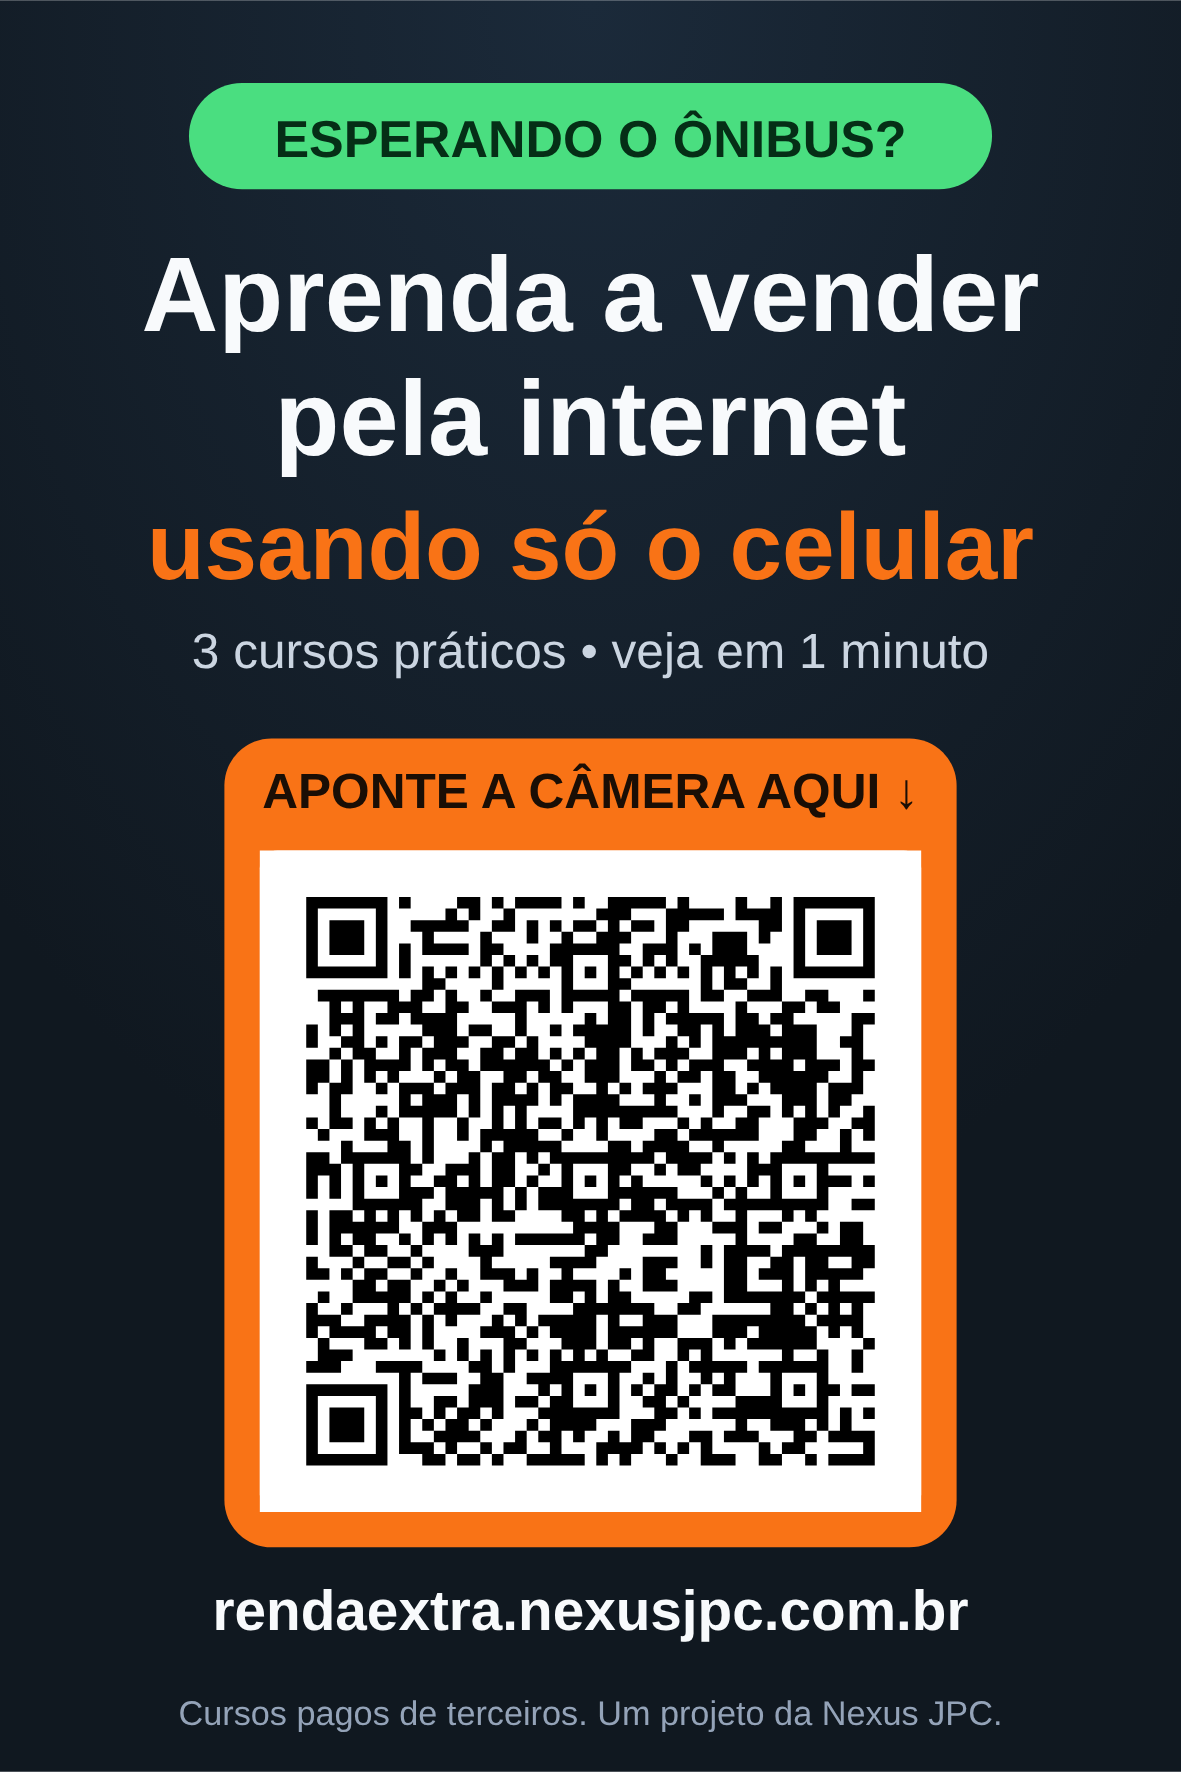 ESPERANDO O ÔNIBUS?
Aprenda a vender
pela internet
usando só o celular
3 cursos práticos • veja em 1 minuto
APONTE A CÂMERA AQUI ↓
rendaextra.nexusjpc.com.br
Cursos pagos de terceiros. Um projeto da Nexus JPC.